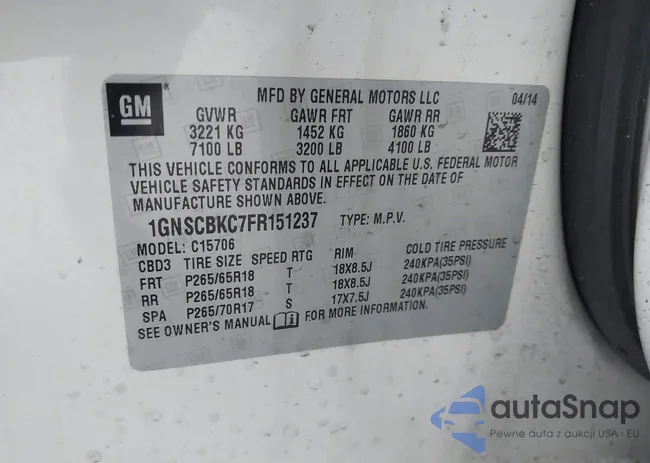 GM
MFD BY GENERAL MOTORS LLC 04/14
GVWR GAWR FRT GAWR RR
3221 KG 1452 KG 1860 KG
7100 LB 3200 LB 4100 LB
THIS VEHICLE CONFORMS TO ALL APPLICABLE U.S. FEDERAL MOTOR
VEHICLE SAFETY STANDARDS IN EFFECT ON THE DATE OF
MANUFACTURE SHOWN ABOVE.
1GNSCBKC7FR151237 TYPE: M.P.V.
MODEL: C15706
CBD3 TIRE SIZE SPEED RTG RIM COLD TIRE PRESSURE
FRT P265/65R18 T 18X8.5J 240KPA(35PSI)
RR P265/65R18 T 18X8.5J 240KPA(35PSI)
SPA P265/70R17 S 17X7.5J 240KPA(35PSI)
SEE OWNER'S MANUAL FOR MORE INFORMATION.
autaSnap
Pewne auta z aukcji USA i EU